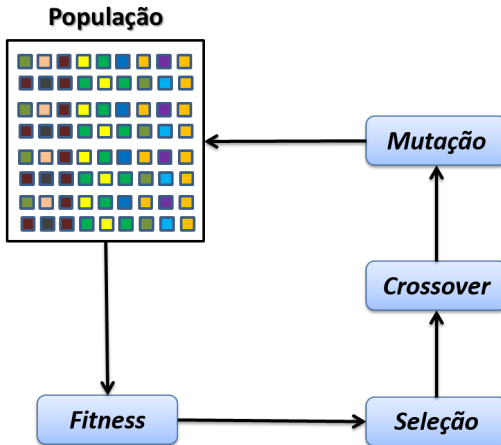 População
Mutação
Crossover
Fitness
Seleção